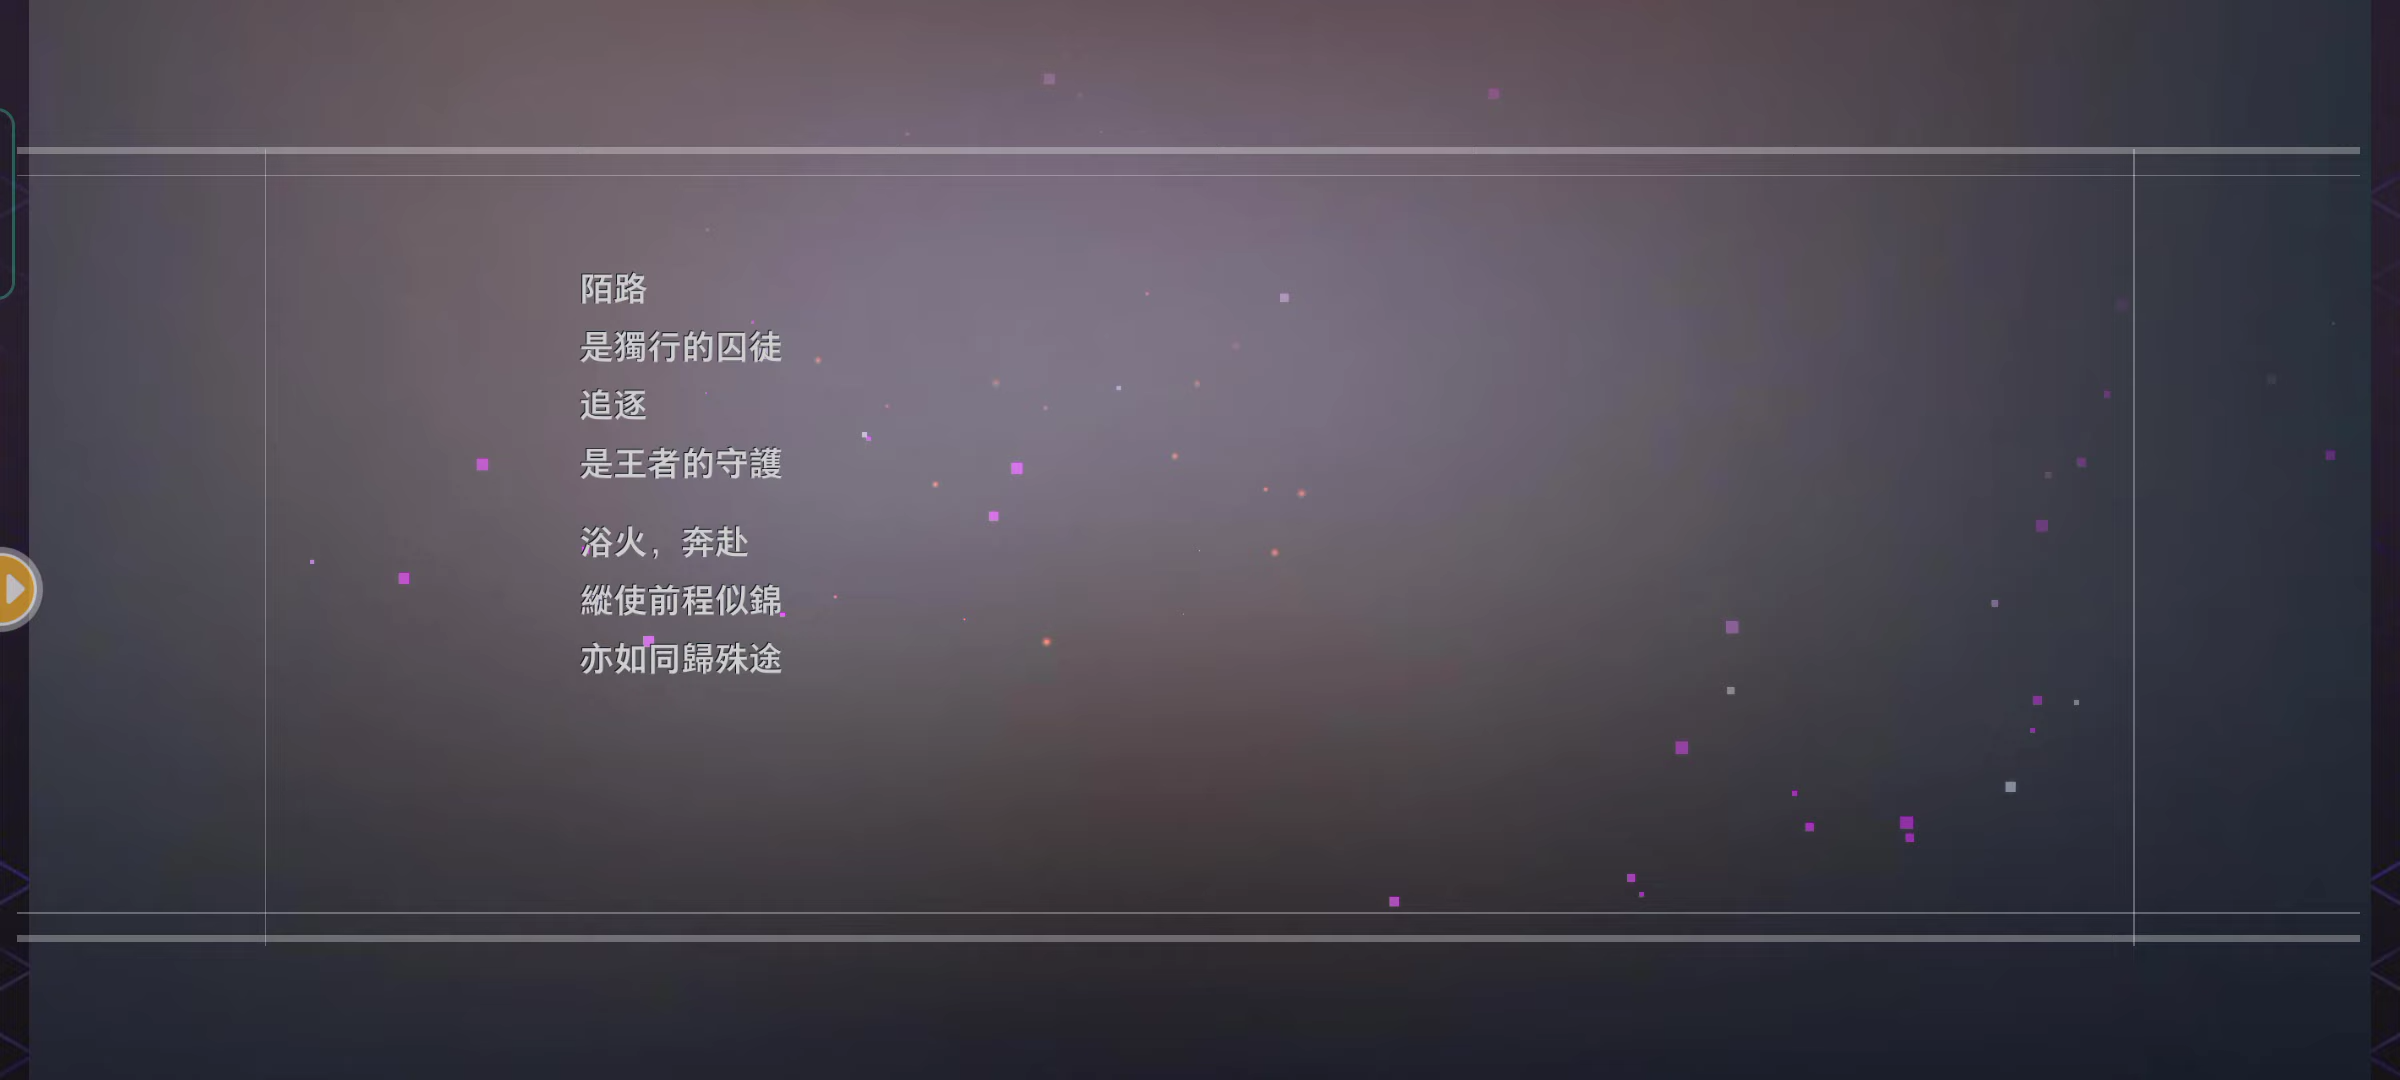 陌路
是獨行的囚徒
追逐
是王者的守護
浴火，奔赴
縱使前程似錦
亦如同歸殊途